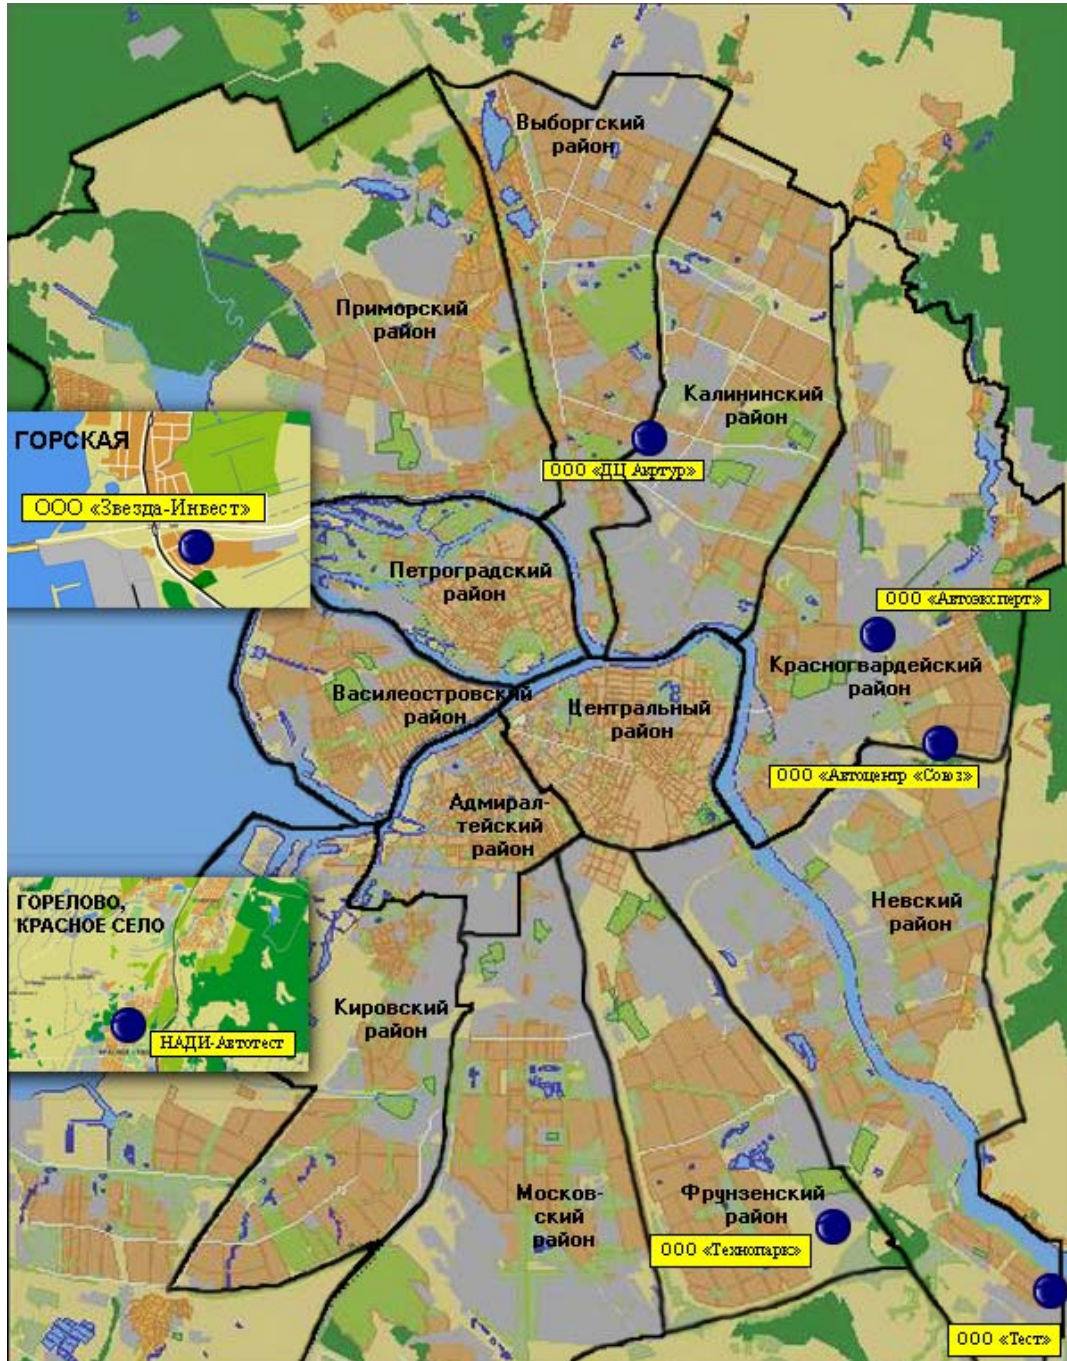 Выборгский
район
Приморский
район
Калининский
район
ГОРСКАЯ
ООО «ДЦ Акртур»
ООО «Звезда-Инвест»
Петроградский
район
ООО «Автоэксперт»
Красногвардейский
район
Василеостровский
район
Центральный
район
ООО «Автоцентр «Союз»
Адмирал-
тейский
район
ГОРЕЛОВО,
КРАСНОЕ СЕЛО
Невский
район
Кировский
район
НАДИ-Автотест
Москов-
ский
район
Фрунзенский
район
ООО «Технопарк»
ООО «Тест»